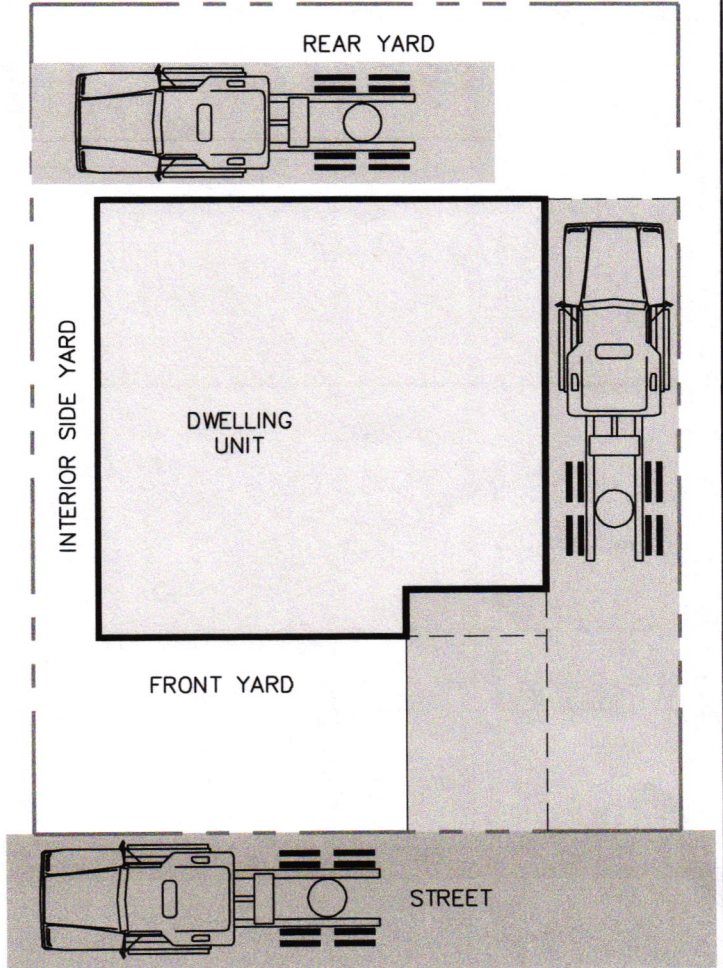 REAR YARD
INTERIOR SIDE YARD
DWELLING
UNIT
FRONT YARD
STREET